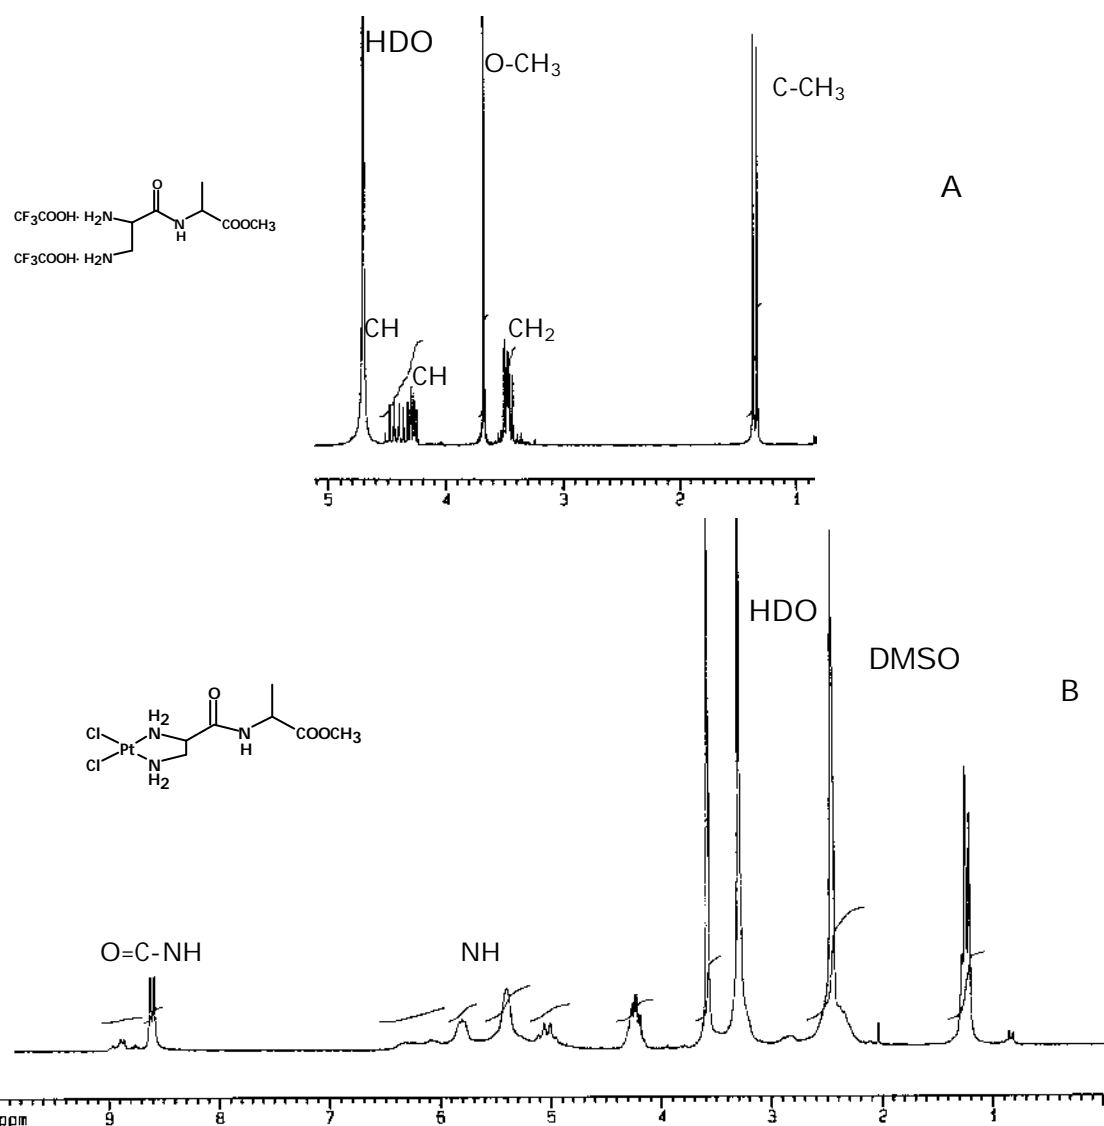 HDO
O-CH3
C-CH3
A
O
CF3COOH· H2N
N
H
COOCH3
CF3COOH· H2N
CH
CH2
CH
5 4 3 2 1
HDO
DMSO
B
O
H2
N
Cl
Pt
N
H
COOCH3
Cl
N
H2
O=C-NH
NH
ppm 9 8 7 6 5 4 3 2 1